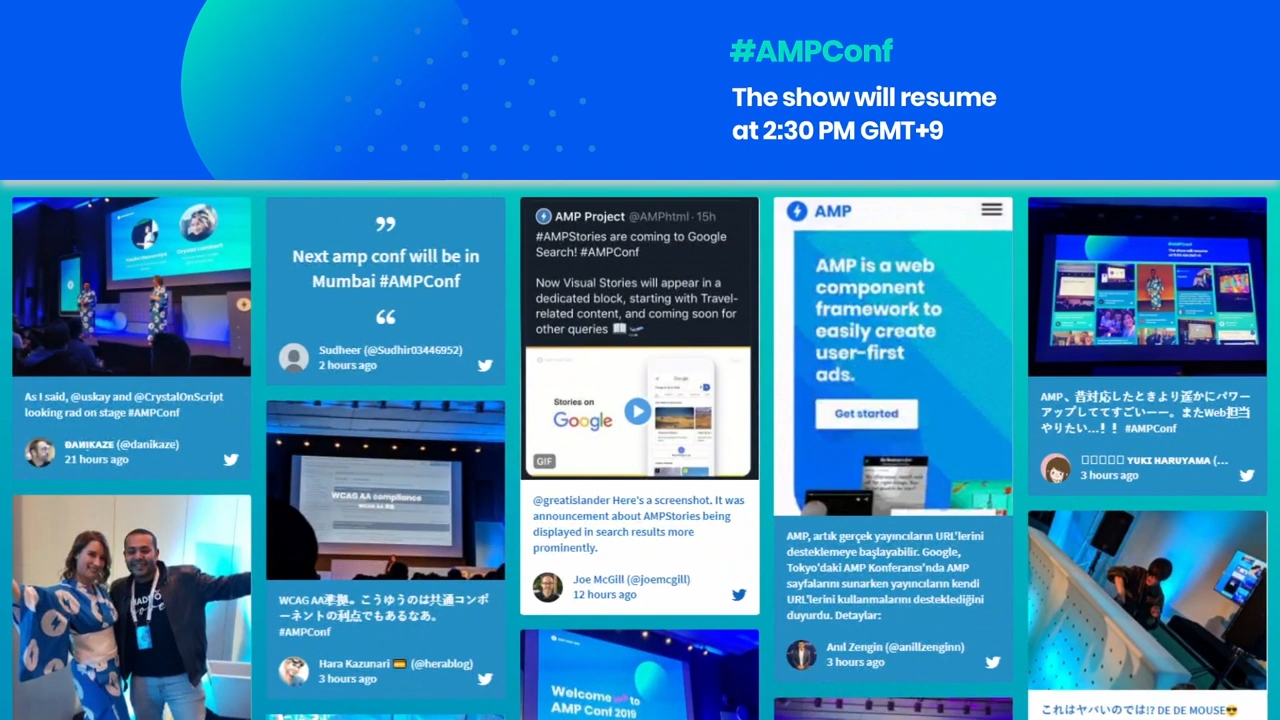 #AMPConf
The show will resume
at 2:30 PM GMT+9
As I said, @uskay and @CrystalOnScript
looking rad on stage #AMPConf
ÐΛПIKΛZΣ (@danikaze)
21 hours ago
”
Next amp conf will be in
Mumbai #AMPConf
“
Sudheer (@Sudhir03446952)
2 hours ago
WCAG AA compliance
WCAG AA準拠。こうゆうのは共通コンポ
ーネントの利点でもあるなあ。
#AMPConf
Hara Kazunari (@herablog)
3 hours ago
AMP Project @AMPhtml · 15h
#AMPStories are coming to Google
Search! #AMPConf
Now Visual Stories will appear in a
dedicated block, starting with Travel-
related content, and coming soon for
other queries
Stories on
Google
GIF
@greatislander Here's a screenshot. It was
announcement about AMPStories being
displayed in search results more
prominently.
Joe McGill (@joemcgill)
12 hours ago
Welcome to
AMP Conf 2019
AMP
AMP is a web
component
framework to
easily create
user-first
ads.
Get started
AMP, artık gerçek yayıncıların URL'lerini
desteklemeye başlayabilir. Google,
Tokyo'daki AMP Konferansı'nda AMP
sayfalarını sunarken yayıncıların kendi
URL'lerini kullanmalarını desteklediğini
duyurdu. Detaylar:
Anıl Zengin (@anillzenginn)
3 hours ago
AMP、昔対応したときより遥かにパワー
アップしててすごいーー。またWeb担当
やりたい...！！ #AMPConf
YUKI HARUYAMA (...
3 hours ago
これはヤバいのでは!? DE DE MOUSE